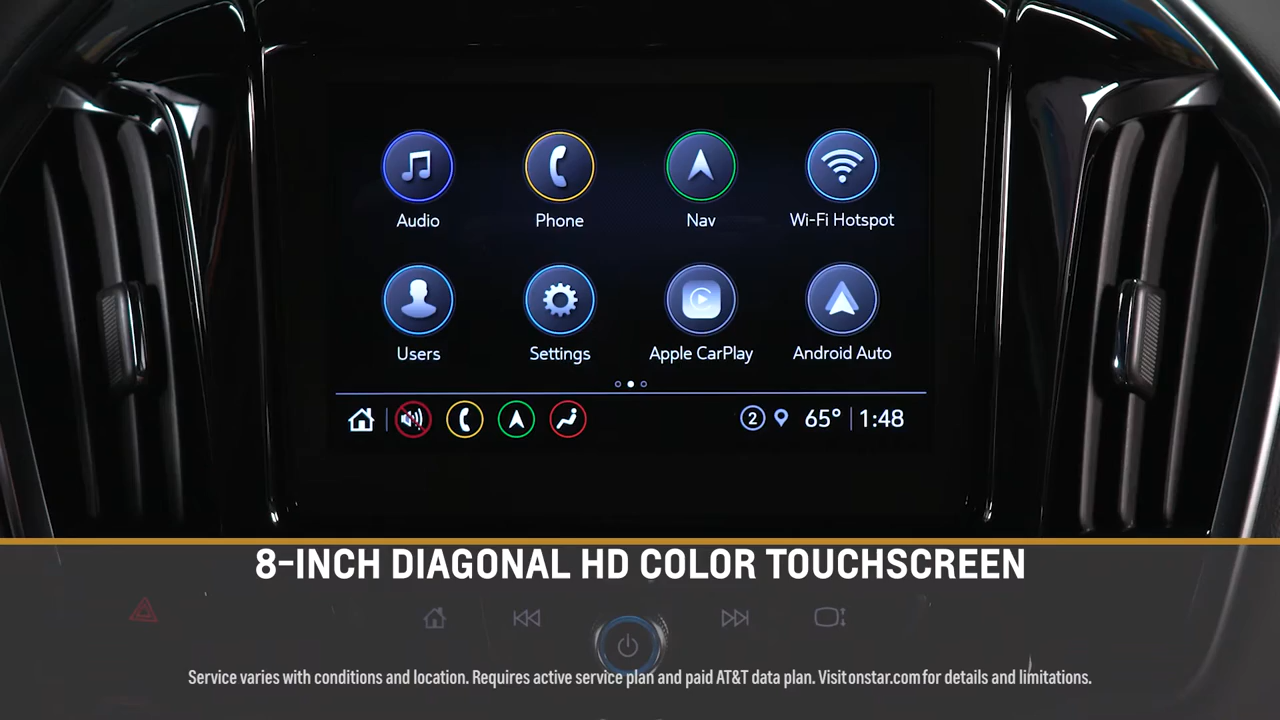 Audio Phone Nav Wi-Fi Hotspot
Users Settings Apple CarPlay Android Auto
2 65° 1:48
8-INCH DIAGONAL HD COLOR TOUCHSCREEN
Service varies with conditions and location. Requires active service plan and paid AT&T data plan. Visit onstar.com for details and limitations.